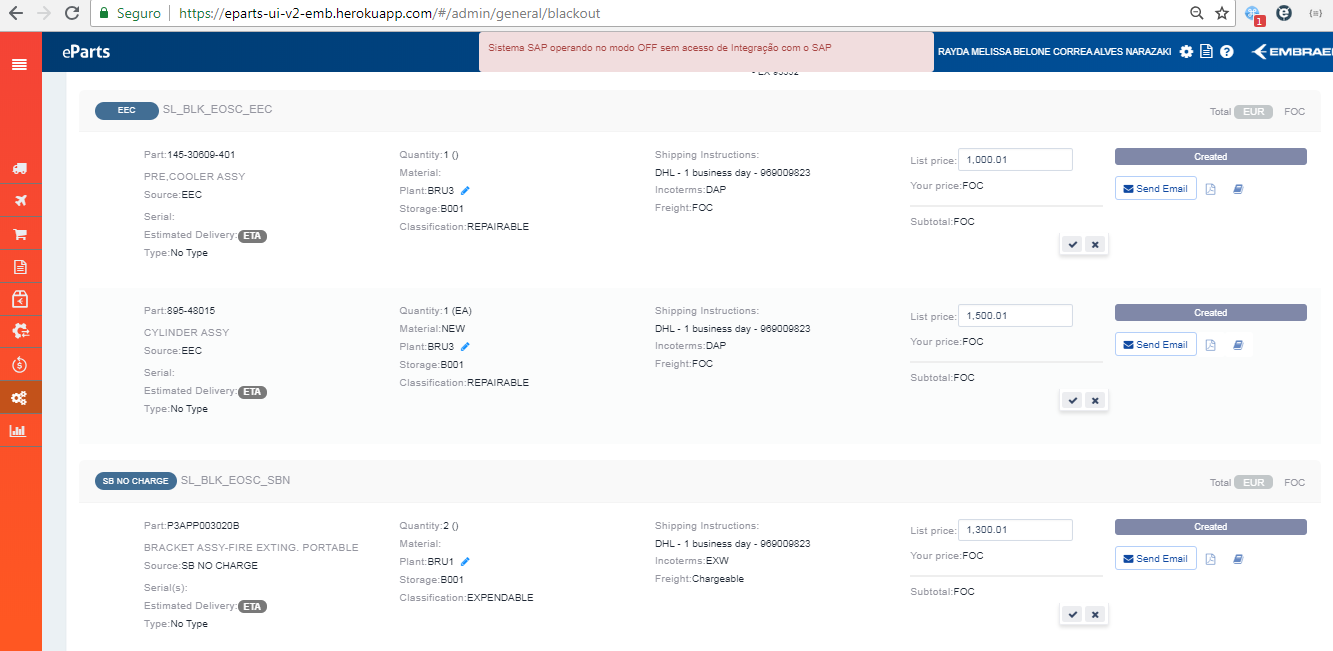 Seguro https://eparts-ui-v2-emb.herokuapp.com/#/admin/general/blackout
1
eParts
Sistema SAP operando no modo OFF sem acesso de Integração com o SAP
RAYDA MELISSA BELONE CORREA ALVES NARAZAKI
EMBRAE
EEC SL_BLK_EOSC_EEC
Total EUR FOC
Part:145-30609-401
PRE,COOLER ASSY
Source:EEC
Serial:
Estimated Delivery: ETA
Type:No Type
Quantity:1 ()
Material:
Plant:BRU3
Storage:B001
Classification:REPAIRABLE
Shipping Instructions:
DHL - 1 business day - 969009823
Incoterms:DAP
Freight:FOC
List price: 1,000.01
Your price:FOC
Subtotal:FOC
Created
Send Email
Part:895-48015
CYLINDER ASSY
Source:EEC
Serial:
Estimated Delivery: ETA
Type:No Type
Quantity:1 (EA)
Material:NEW
Plant:BRU3
Storage:B001
Classification:REPAIRABLE
Shipping Instructions:
DHL - 1 business day - 969009823
Incoterms:DAP
Freight:FOC
List price: 1,500.01
Your price:FOC
Subtotal:FOC
Created
Send Email
SB NO CHARGE SL_BLK_EOSC_SBN
Total EUR FOC
Part:P3APP003020B
BRACKET ASSY-FIRE EXTING. PORTABLE
Source:SB NO CHARGE
Serial(s):
Estimated Delivery: ETA
Type:No Type
Quantity:2 ()
Material:
Plant:BRU1
Storage:B001
Classification:EXPENDABLE
Shipping Instructions:
DHL - 1 business day - 969009823
Incoterms:EXW
Freight:Chargeable
List price: 1,300.01
Your price:FOC
Subtotal:FOC
Created
Send Email